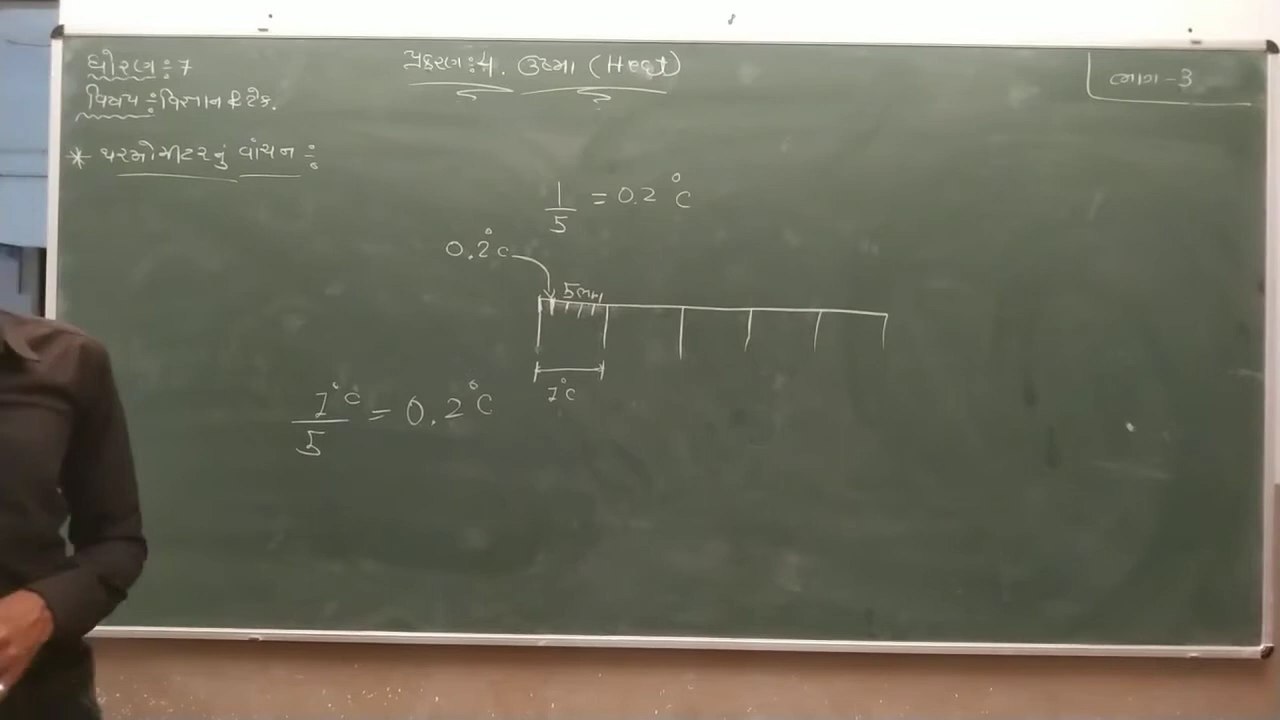 ધોરણ:7
પ્રકરણ:4. ઉષ્મા (Heat)
ભાગ-3
વિષય:વિજ્ઞાન & ટેક.
* થરમોમીટરનું વાંચન:
1/5 = 0.2 °C
0.2°C
5ભાગ
1°C
1°C/5 = 0.2°C